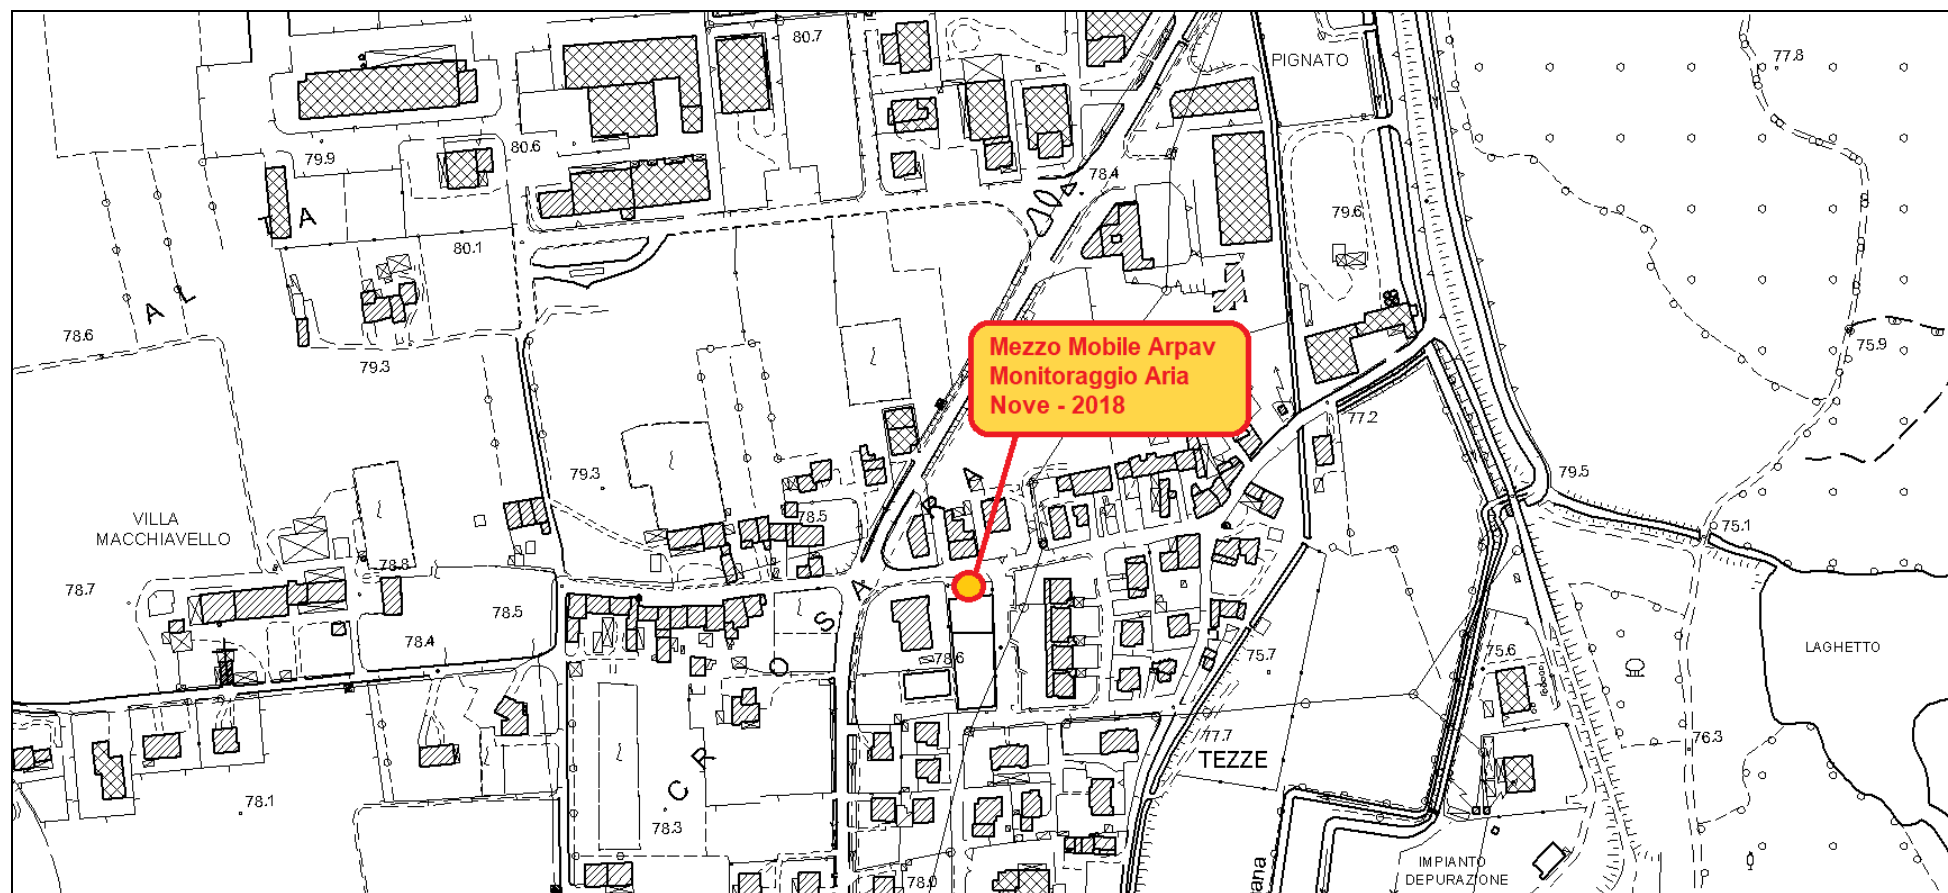 80.7
77.8
PIGNATO
80.6
79.9
78.4
T A
79.6
80.1
A L
78.6
75.9
79.3
Mezzo Mobile Arpav
Monitoraggio Aria
Nove - 2018
77.2
79.3
79.5
R A
78.5
VILLA
MACCHIAVELLO
75.1
78.8
78.7
78.5
S A
78.4
LAGHETTO
75.6
78.6
75.7
O
77.7
76.3
TEZZE
C R
78.1
78.3
IMPIANTO
DEPURAZIONE
78.0
ana